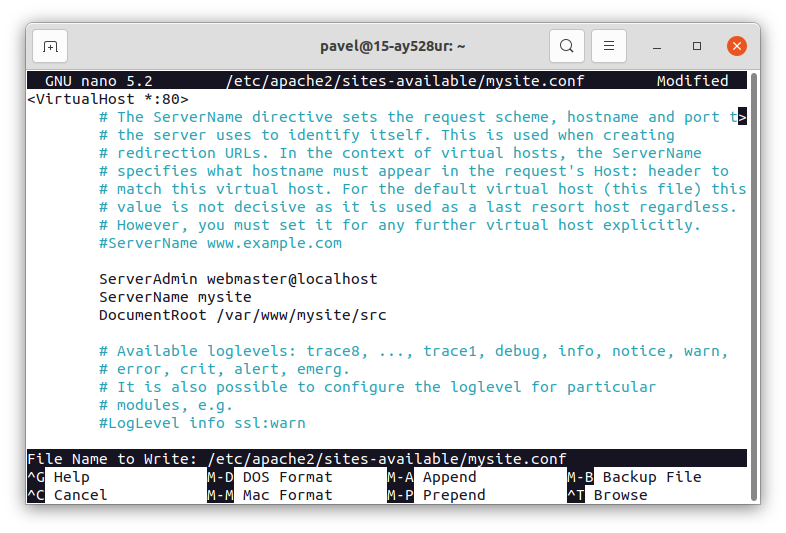 pavel@15-ay528ur: ~
GNU nano 5.2 /etc/apache2/sites-available/mysite.conf Modified
<VirtualHost *:80>
# The ServerName directive sets the request scheme, hostname and port t>
# the server uses to identify itself. This is used when creating
# redirection URLs. In the context of virtual hosts, the ServerName
# specifies what hostname must appear in the request's Host: header to
# match this virtual host. For the default virtual host (this file) this
# value is not decisive as it is used as a last resort host regardless.
# However, you must set it for any further virtual host explicitly.
#ServerName www.example.com
ServerAdmin webmaster@localhost
ServerName mysite
DocumentRoot /var/www/mysite/src
# Available loglevels: trace8, ..., trace1, debug, info, notice, warn,
# error, crit, alert, emerg.
# It is also possible to configure the loglevel for particular
# modules, e.g.
#LogLevel info ssl:warn
File Name to Write: /etc/apache2/sites-available/mysite.conf
^G Help M-D DOS Format M-A Append M-B Backup File
^C Cancel M-M Mac Format M-P Prepend ^T Browse